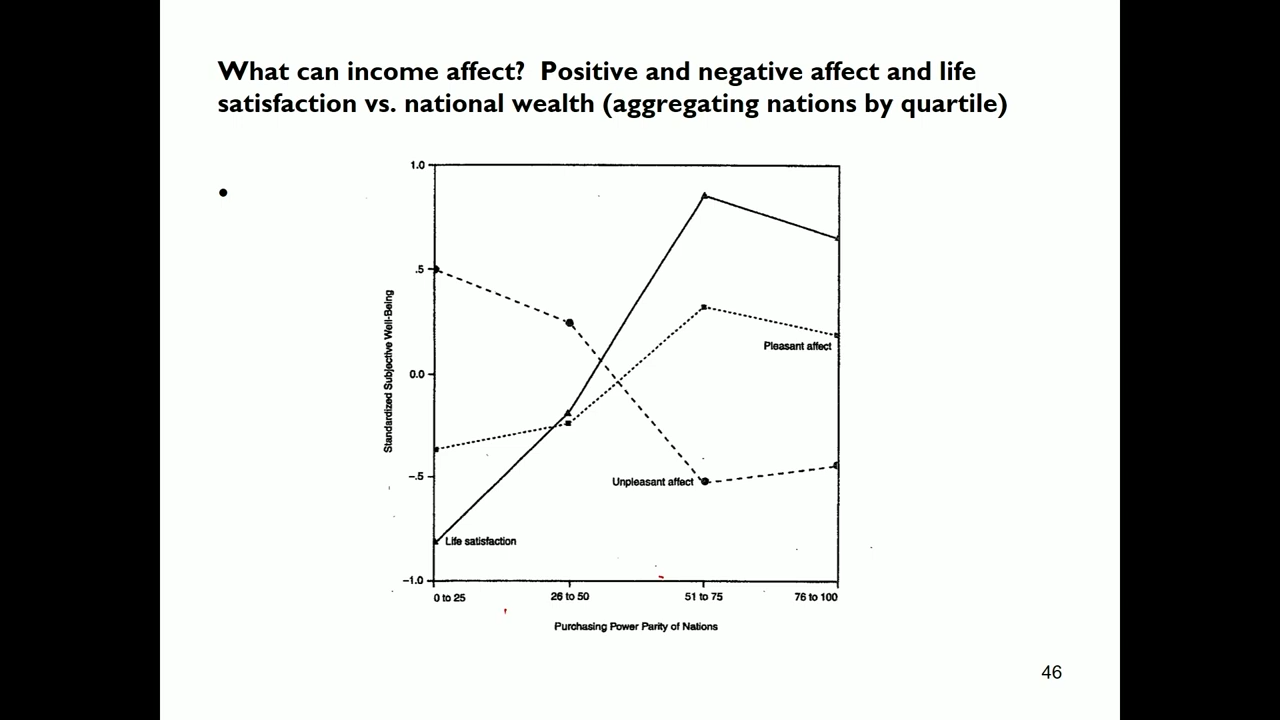 What can income affect?  Positive and negative affect and life
satisfaction vs. national wealth (aggregating nations by quartile)
•
1.0
.5
0.0
–.5
–1.0
Standardized Subjective Well-Being
Pleasant affect
Unpleasant affect
Life satisfaction
0 to 25
26 to 50
51 to 75
76 to 100
Purchasing Power Parity of Nations
46